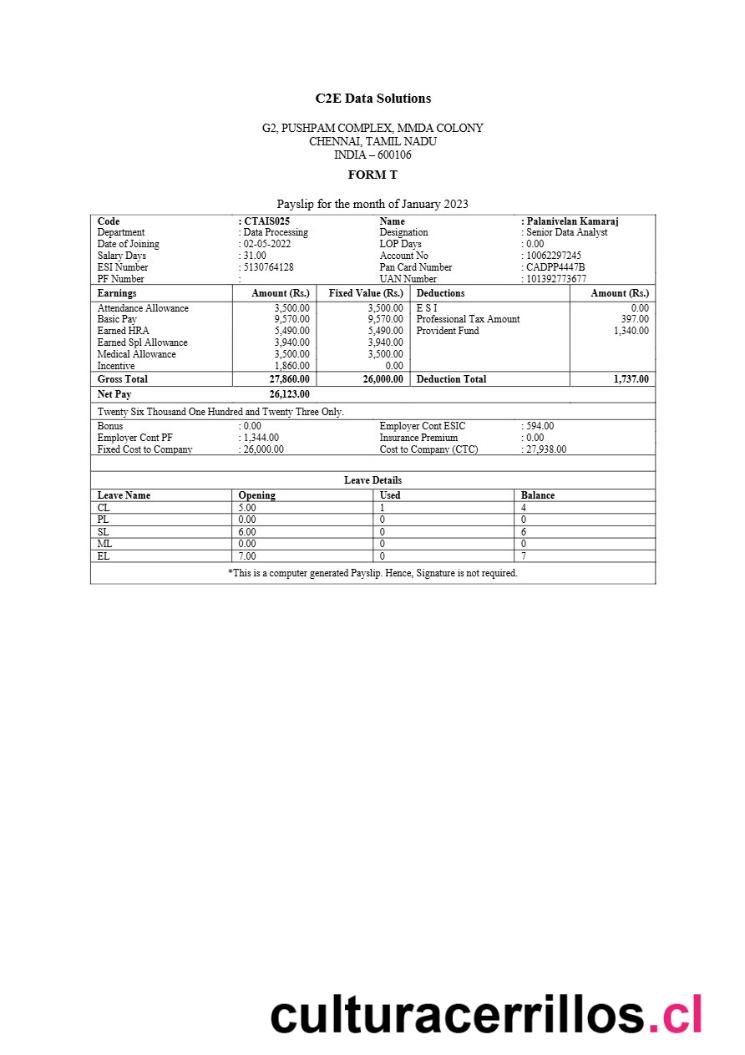 C2E Data Solutions
G2, PUSHPAM COMPLEX, MMDA COLONY
CHENNAI, TAMIL NADU
INDIA – 600106
FORM T
Payslip for the month of January 2023
Code : CTAIS025 Name : Palanivelan Kamaraj
Department : Data Processing Designation : Senior Data Analyst
Date of Joining : 02-05-2022 LOP Days : 0.00
Salary Days : 31.00 Account No : 10062297245
ESI Number : 5130764128 Pan Card Number : CADPP4447B
PF Number : UAN Number : 101392773677
Earnings Amount (Rs.) Fixed Value (Rs.) Deductions Amount (Rs.)
Attendance Allowance 3,500.00 3,500.00 E S I 0.00
Basic Pay 9,570.00 9,570.00 Professional Tax Amount 397.00
Earned HRA 5,490.00 5,490.00 Provident Fund 1,340.00
Earned Spl Allowance 3,940.00 3,940.00
Medical Allowance 3,500.00 3,500.00
Incentive 1,860.00 0.00
Gross Total 27,860.00 26,000.00 Deduction Total 1,737.00
Net Pay 26,123.00
Twenty Six Thousand One Hundred and Twenty Three Only.
Bonus : 0.00 Employer Cont ESIC : 594.00
Employer Cont PF : 1,344.00 Insurance Premium : 0.00
Fixed Cost to Company : 26,000.00 Cost to Company (CTC) : 27,938.00
Leave Details
Leave Name Opening Used Balance
CL 5.00 1 4
PL 0.00 0 0
SL 6.00 0 6
ML 0.00 0 0
EL 7.00 0 7
*This is a computer generated Payslip. Hence, Signature is not required.
culturacerrillos.cl